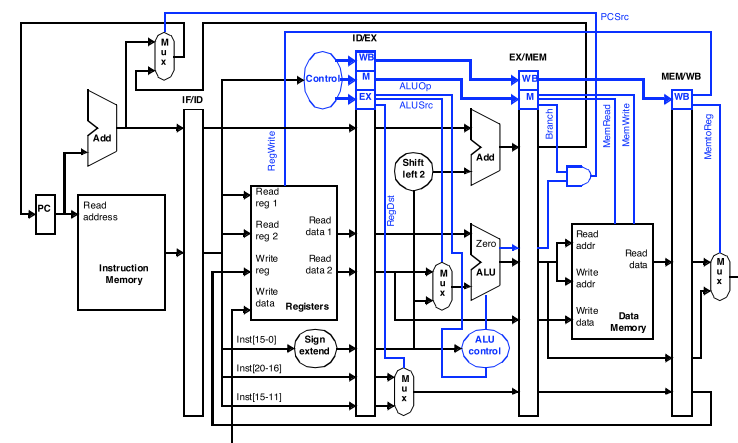 PCSrc
ID/EX
EX/MEM
MEM/WB
M
u
x
WB
Control
M
EX
WB
M
WB
ALUOp
ALUSrc
IF/ID
Add
RegWrite
Branch
MemRead
MemWrite
MemtoReg
Add
Shift
left 2
PC
Read
address
Instruction
Memory
Read
reg 1
Read
reg 2
Write
reg
Write
data
Read
data 1
Read
data 2
Registers
RegDst
Zero
ALU
M
u
x
Read
addr
Write
addr
Write
data
Read
data
Data
Memory
M
u
x
Inst[15-0]
Sign
extend
ALU
control
Inst[20-16]
Inst[15-11]
M
u
x